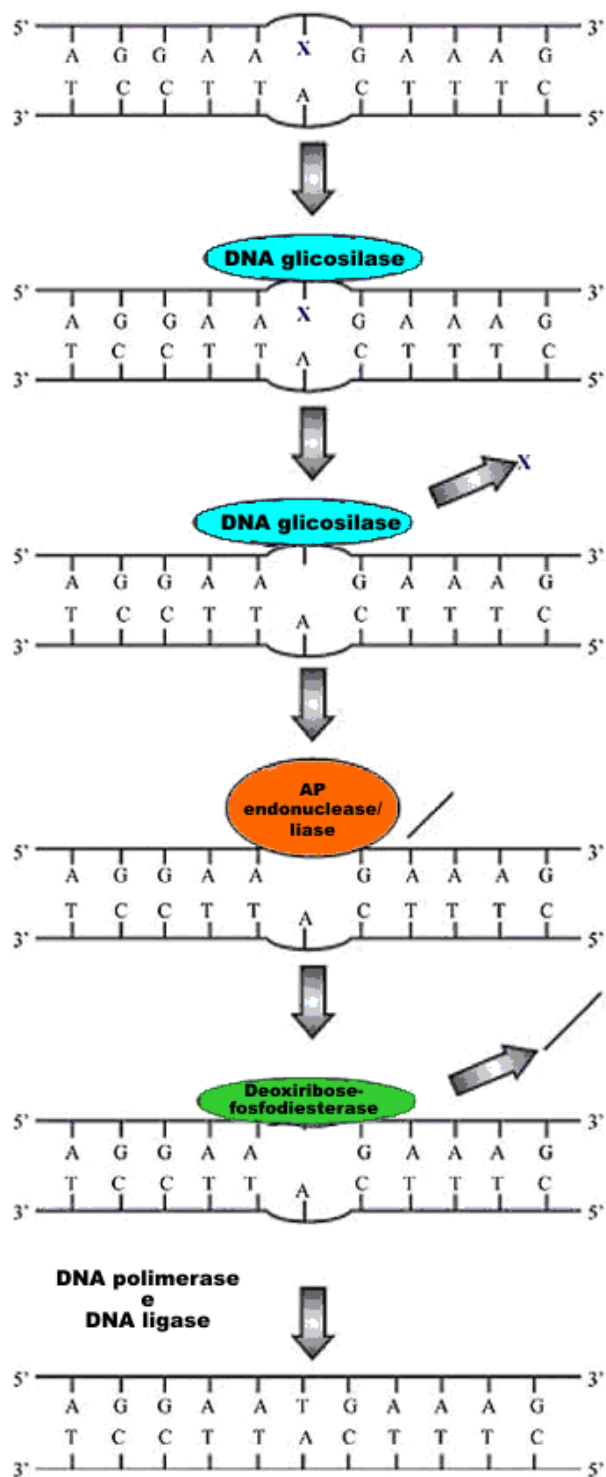 5' 3'
A G G A A X G A A A G
T C C T T A C T T T C
3' 5'
DNA glicosilase
5' 3'
A G G A A X G A A A G
T C C T T A C T T T C
3' 5'
X
DNA glicosilase
5' 3'
A G G A A G A A A G
T C C T T A C T T T C
3' 5'
AP
endonuclease/
liase
5' 3'
A G G A A G A A A G
T C C T T A C T T T C
3' 5'
Deoxiribose-
fosfodiesterase
5' 3'
A G G A A G A A A G
T C C T T A C T T T C
3' 5'
DNA polimerase
e
DNA ligase
5' 3'
A G G A A T G A A A G
T C C T T A C T T T C
3' 5'